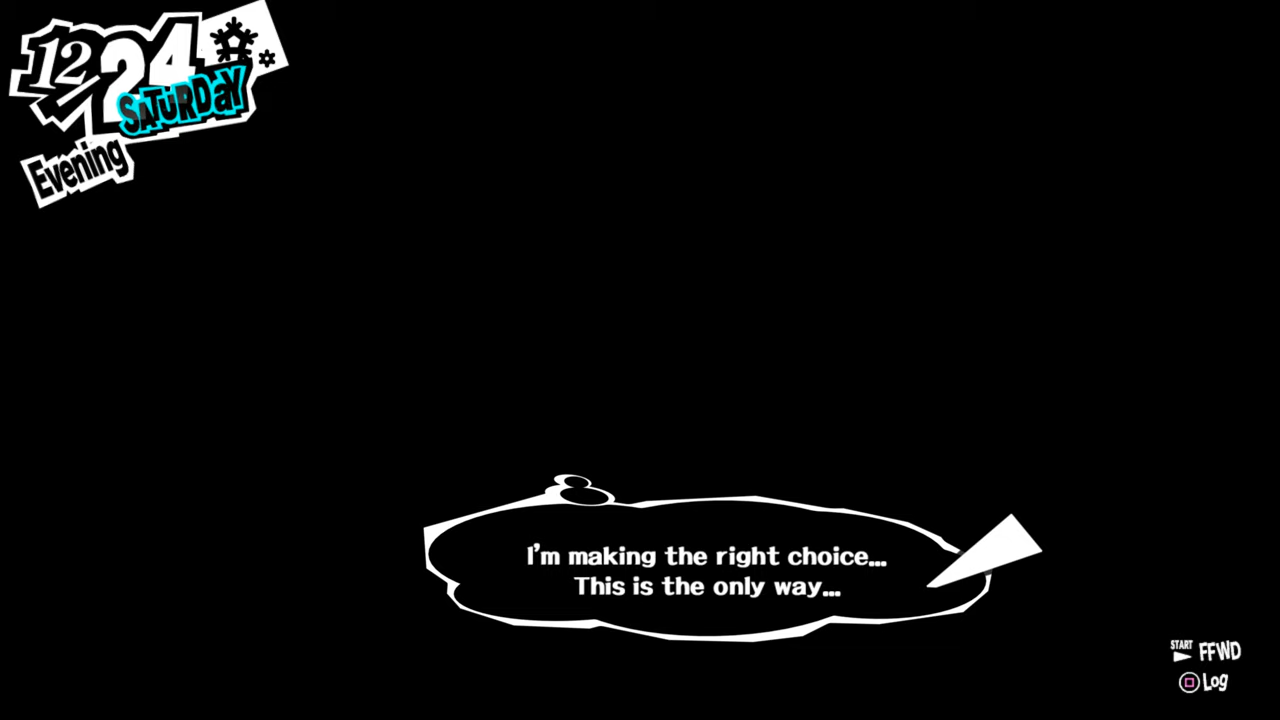 12/24
SATURDAY
Evening
I'm making the right choice...
This is the only way...
START FFWD
Log